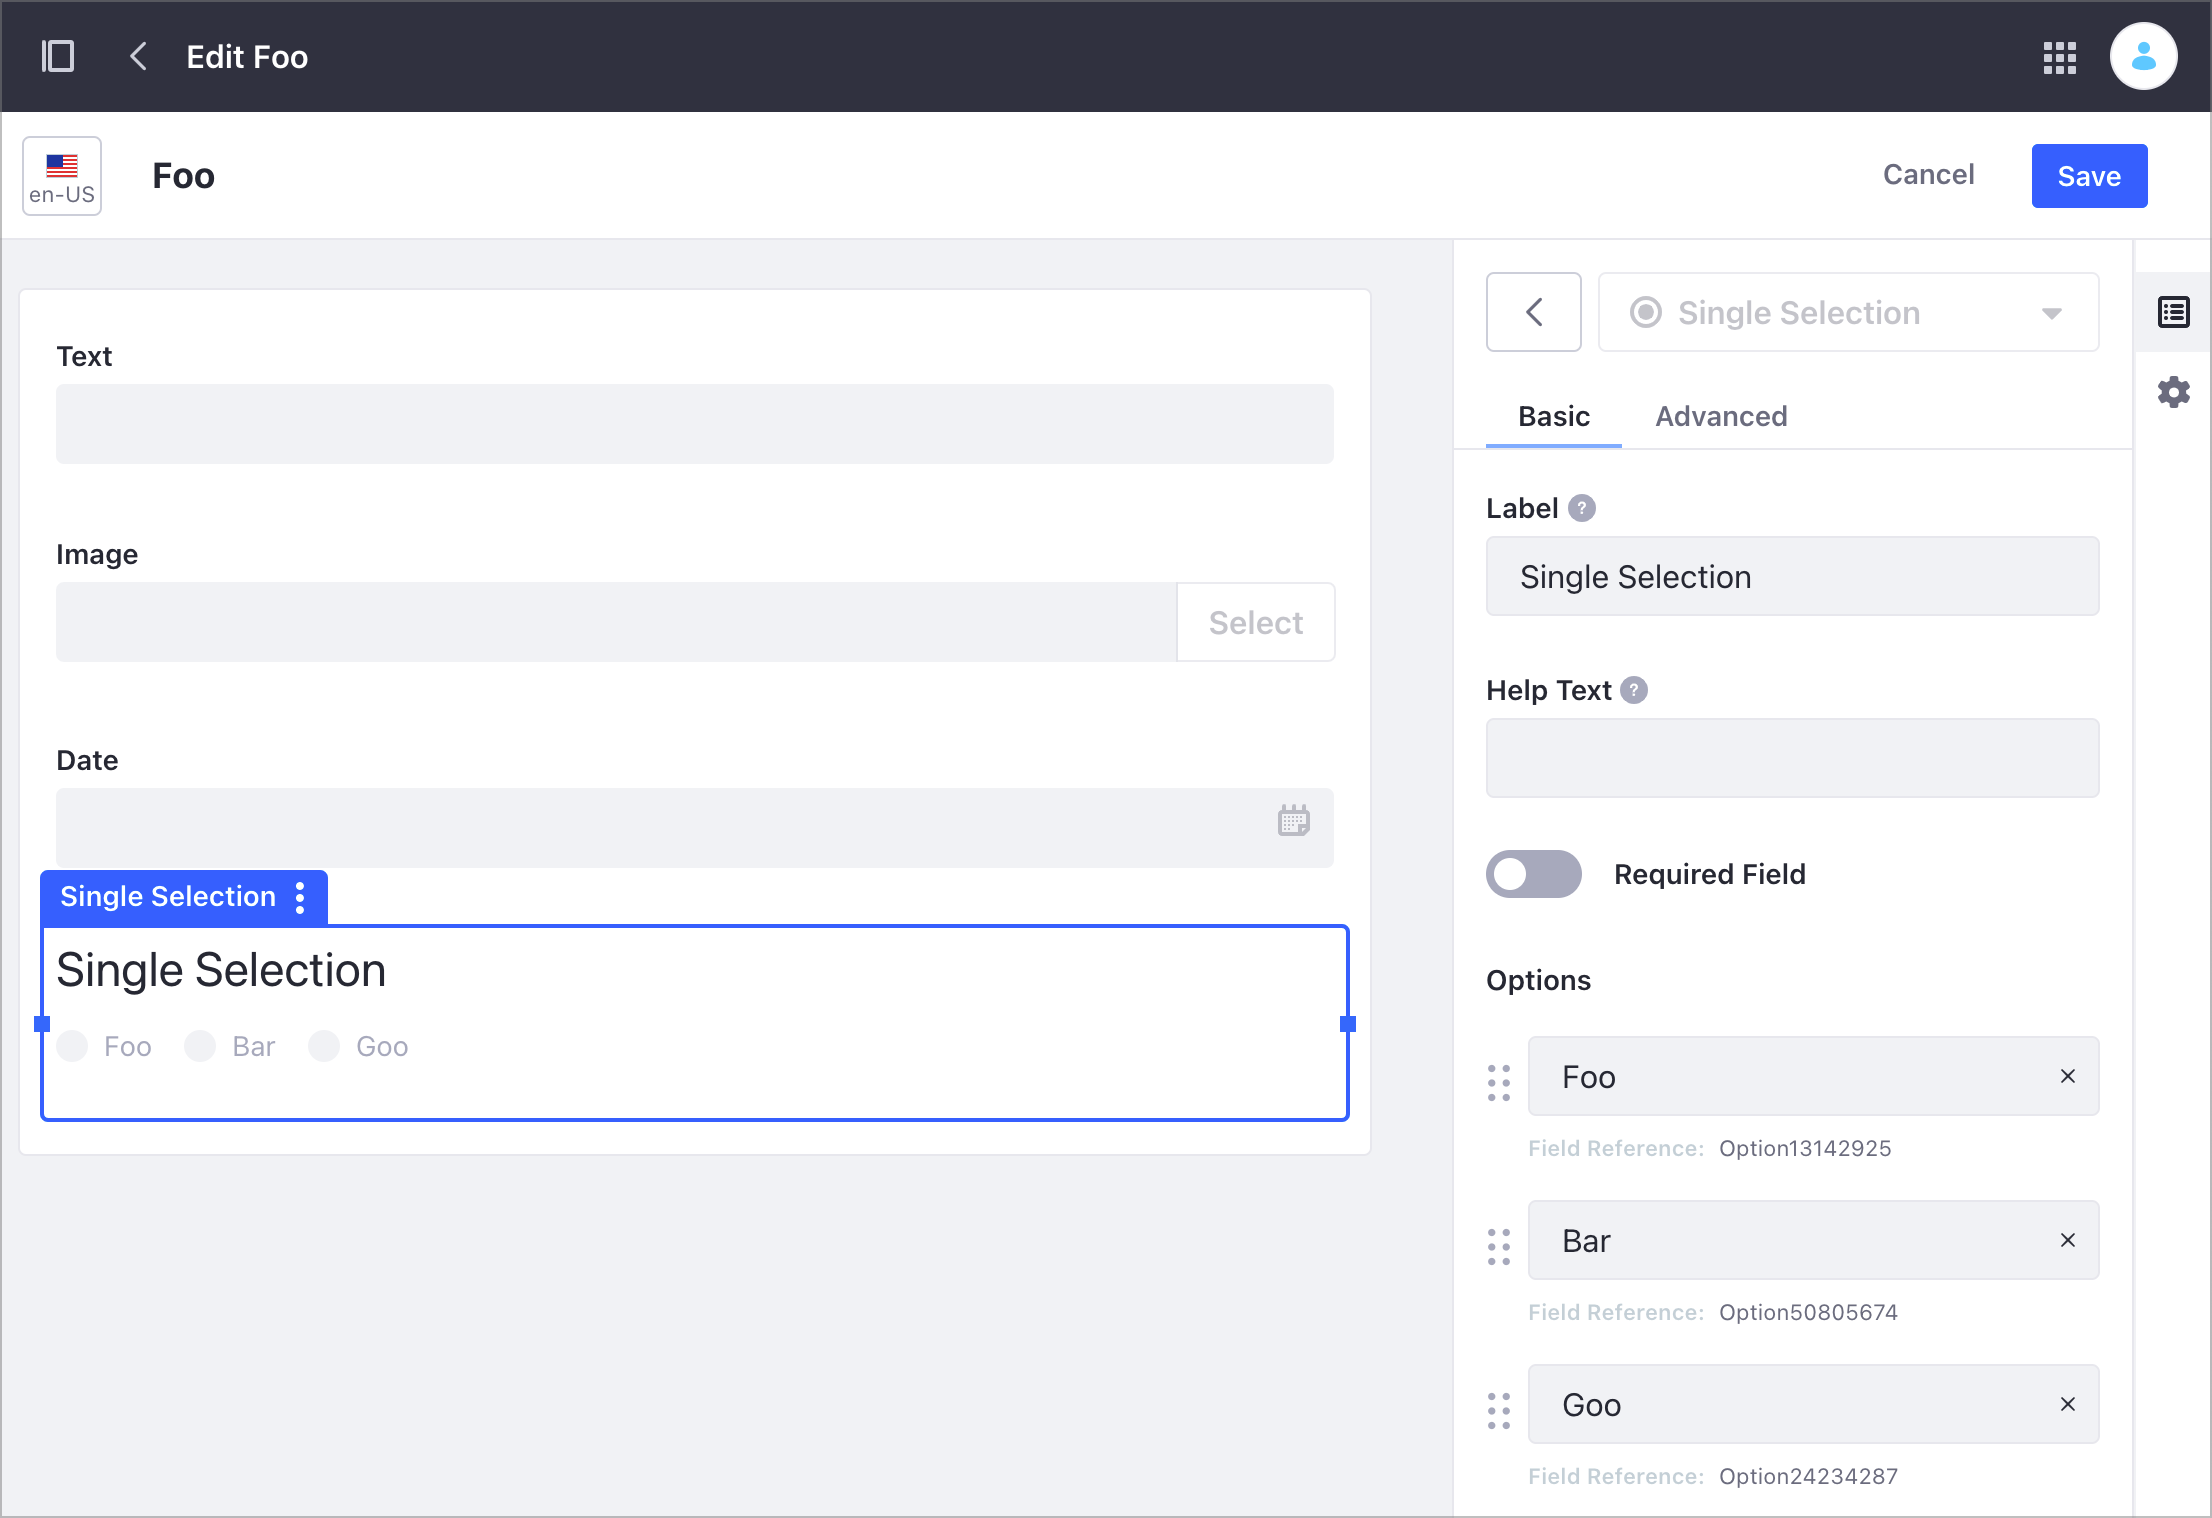 Edit Foo
en-US
Foo
Cancel
Save
Text
Image
Select
Date
Single Selection
Single Selection
Foo Bar Goo
Single Selection
Basic Advanced
Label ?
Single Selection
Help Text ?
Required Field
Options
Foo
Field Reference: Option13142925
Bar
Field Reference: Option50805674
Goo
Field Reference: Option24234287